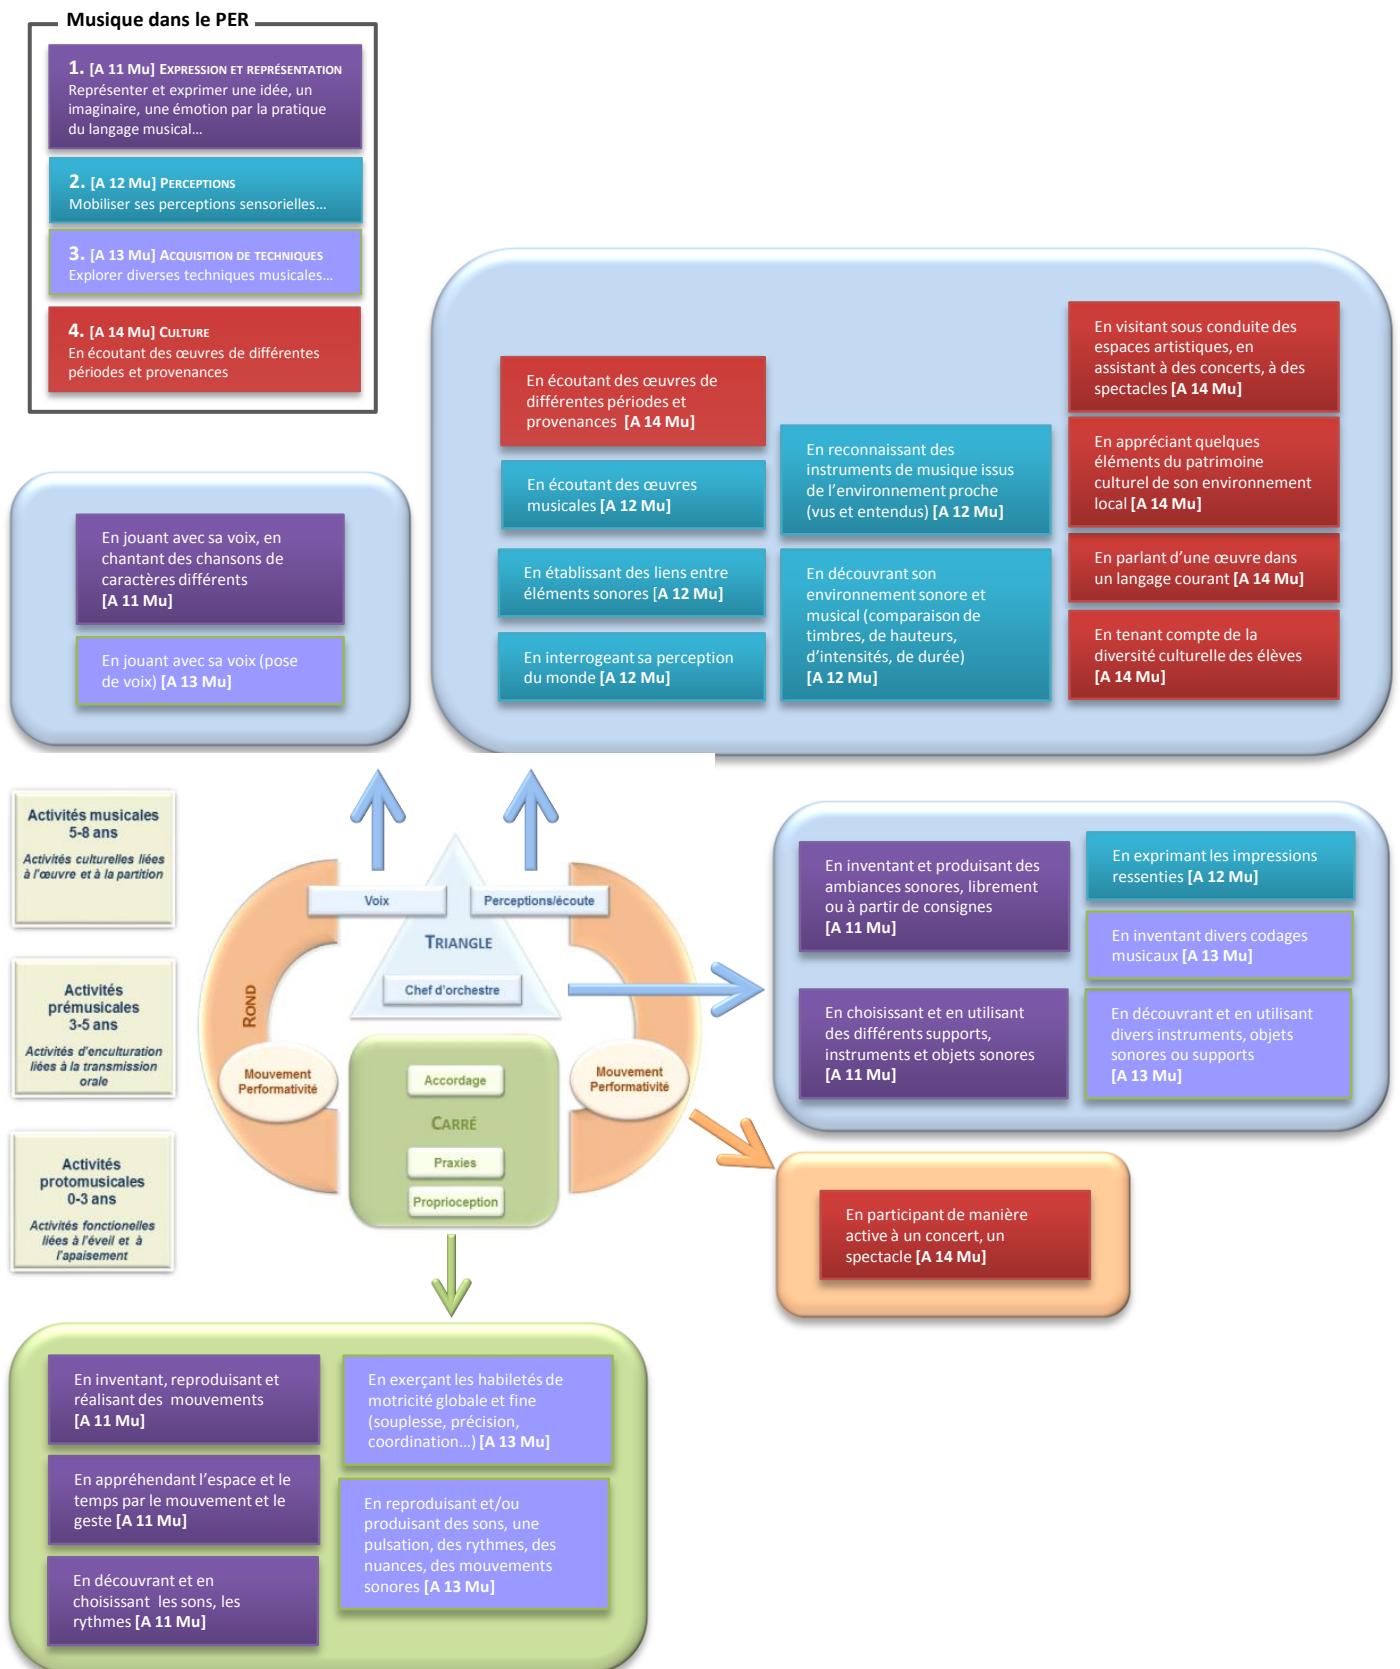 Musique dans le PER
1. [A 11 Mu] EXPRESSION ET REPRÉSENTATION
Représenter et exprimer une idée, un
imaginaire, une émotion par la pratique
du langage musical…
2. [A 12 Mu] PERCEPTIONS
Mobiliser ses perceptions sensorielles…
3. [A 13 Mu] ACQUISITION DE TECHNIQUES
Explorer diverses techniques musicales…
4. [A 14 Mu] CULTURE
En écoutant des œuvres de différentes
périodes et provenances
En jouant avec sa voix, en
chantant des chansons de
caractères différents
[A 11 Mu]
En jouant avec sa voix (pose
de voix) [A 13 Mu]
En écoutant des œuvres de
différentes périodes et
provenances [A 14 Mu]
En écoutant des œuvres
musicales [A 12 Mu]
En établissant des liens entre
éléments sonores [A 12 Mu]
En interrogeant sa perception
du monde [A 12 Mu]
En reconnaissant des
instruments de musique issus
de l’environnement proche
(vus et entendus) [A 12 Mu]
En découvrant son
environnement sonore et
musical (comparaison de
timbres, de hauteurs,
d’intensités, de durée)
[A 12 Mu]
En visitant sous conduite des
espaces artistiques, en
assistant à des concerts, à des
spectacles [A 14 Mu]
En appréciant quelques
éléments du patrimoine
culturel de son environnement
local [A 14 Mu]
En parlant d’une œuvre dans
un langage courant [A 14 Mu]
En tenant compte de la
diversité culturelle des élèves
[A 14 Mu]
Activités musicales
5-8 ans
Activités culturelles liées
à l’œuvre et à la partition
Activités
prémusicales
3-5 ans
Activités d’enculturation
liées à la transmission
orale
Activités
protomusicales
0-3 ans
Activités fonctionelles
liées à l’éveil et à
l’apaisement
Voix
Perceptions/écoute
TRIANGLE
Chef d’orchestre
ROND
Mouvement
Performativité
Mouvement
Performativité
Accordage
CARRÉ
Praxies
Proprioception
En inventant et produisant des
ambiances sonores, librement
ou à partir de consignes
[A 11 Mu]
En choisissant et en utilisant
des différents supports,
instruments et objets sonores
[A 11 Mu]
En exprimant les impressions
ressenties [A 12 Mu]
En inventant divers codages
musicaux [A 13 Mu]
En découvrant et en utilisant
divers instruments, objets
sonores ou supports
[A 13 Mu]
En participant de manière
active à un concert, un
spectacle [A 14 Mu]
En inventant, reproduisant et
réalisant des mouvements
[A 11 Mu]
En appréhendant l’espace et le
temps par le mouvement et le
geste [A 11 Mu]
En découvrant et en
choisissant les sons, les
rythmes [A 11 Mu]
En exerçant les habiletés de
motricité globale et fine
(souplesse, précision,
coordination…) [A 13 Mu]
En reproduisant et/ou
produisant des sons, une
pulsation, des rythmes, des
nuances, des mouvements
sonores [A 13 Mu]